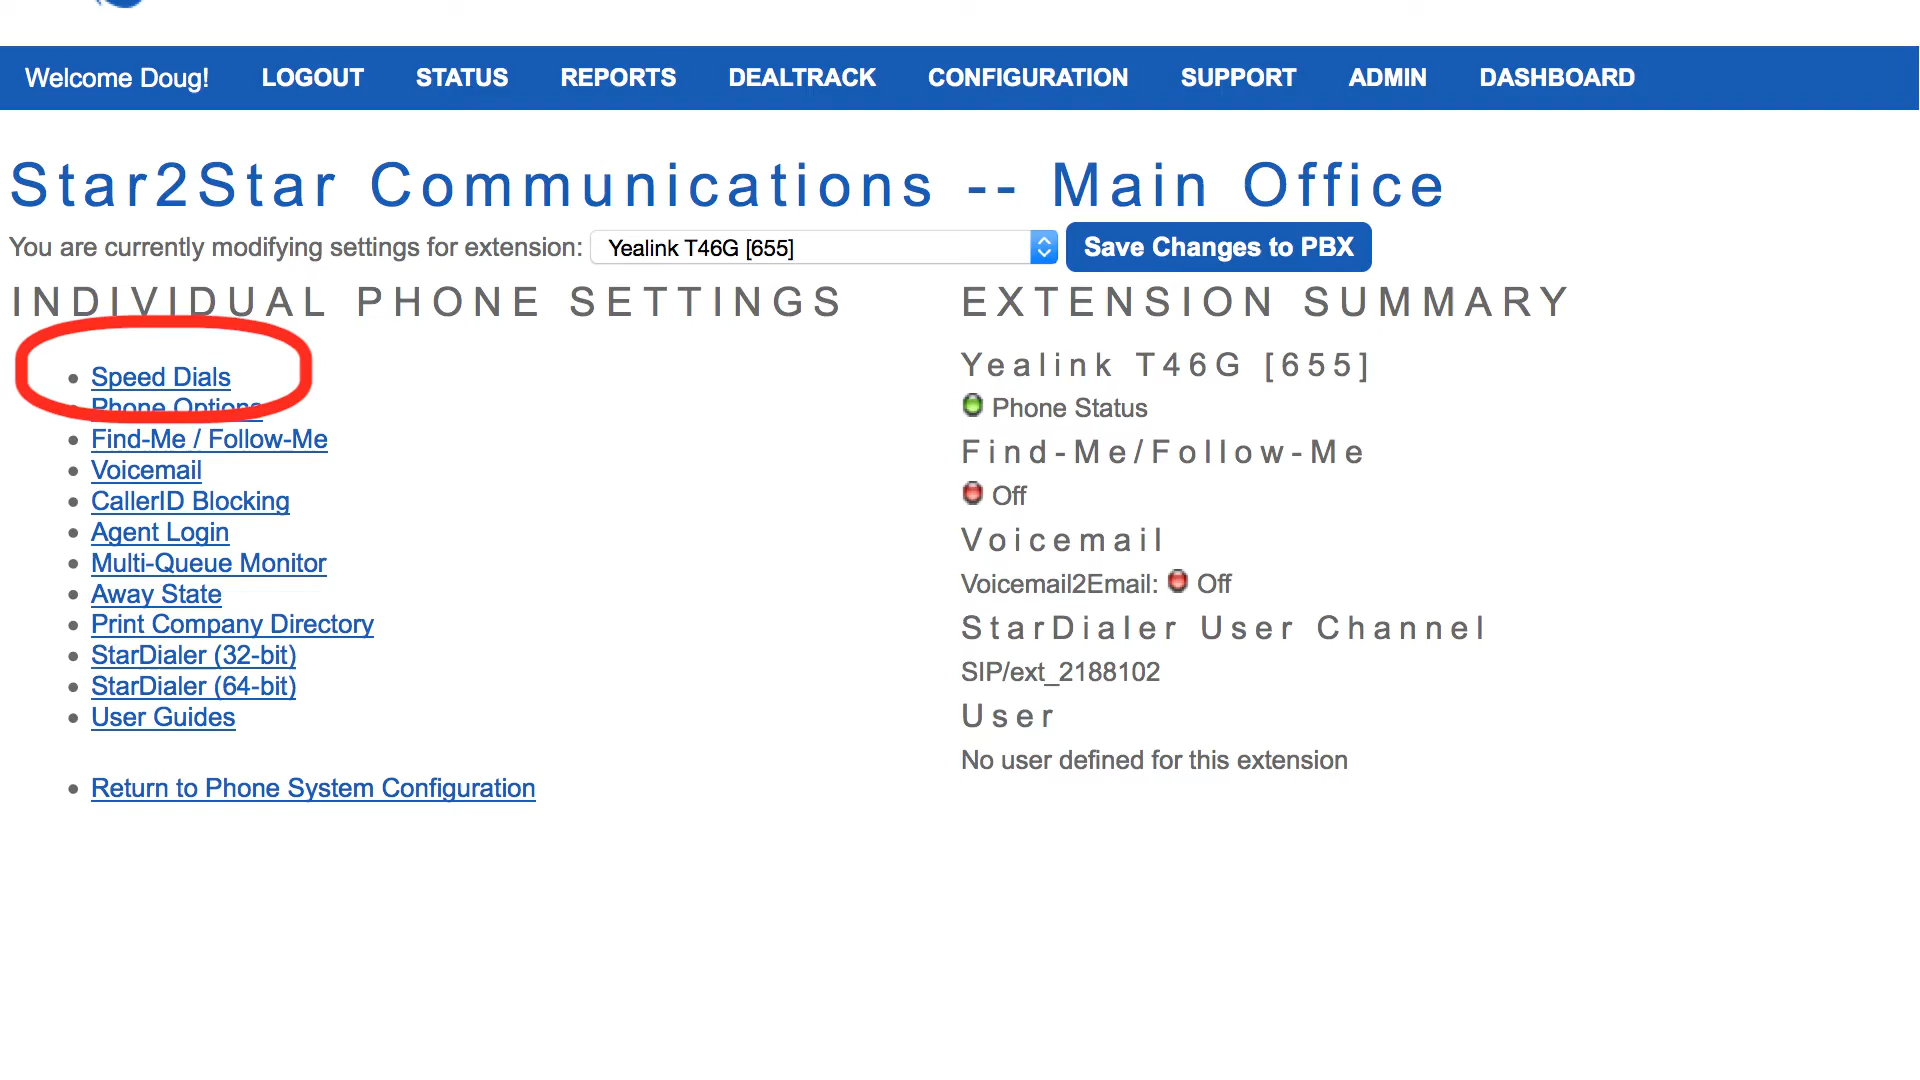 Welcome Doug! LOGOUT STATUS REPORTS DEALTRACK CONFIGURATION SUPPORT ADMIN DASHBOARD
Star2Star Communications -- Main Office
You are currently modifying settings for extension: Yealink T46G [655] Save Changes to PBX
INDIVIDUAL PHONE SETTINGS
Speed Dials
Phone Options
Find-Me / Follow-Me
Voicemail
CallerID Blocking
Agent Login
Multi-Queue Monitor
Away State
Print Company Directory
StarDialer (32-bit)
StarDialer (64-bit)
User Guides
Return to Phone System Configuration
EXTENSION SUMMARY
Yealink T46G [655]
Phone Status
Find-Me/Follow-Me
Off
Voicemail
Voicemail2Email: Off
StarDialer User Channel
SIP/ext_2188102
User
No user defined for this extension